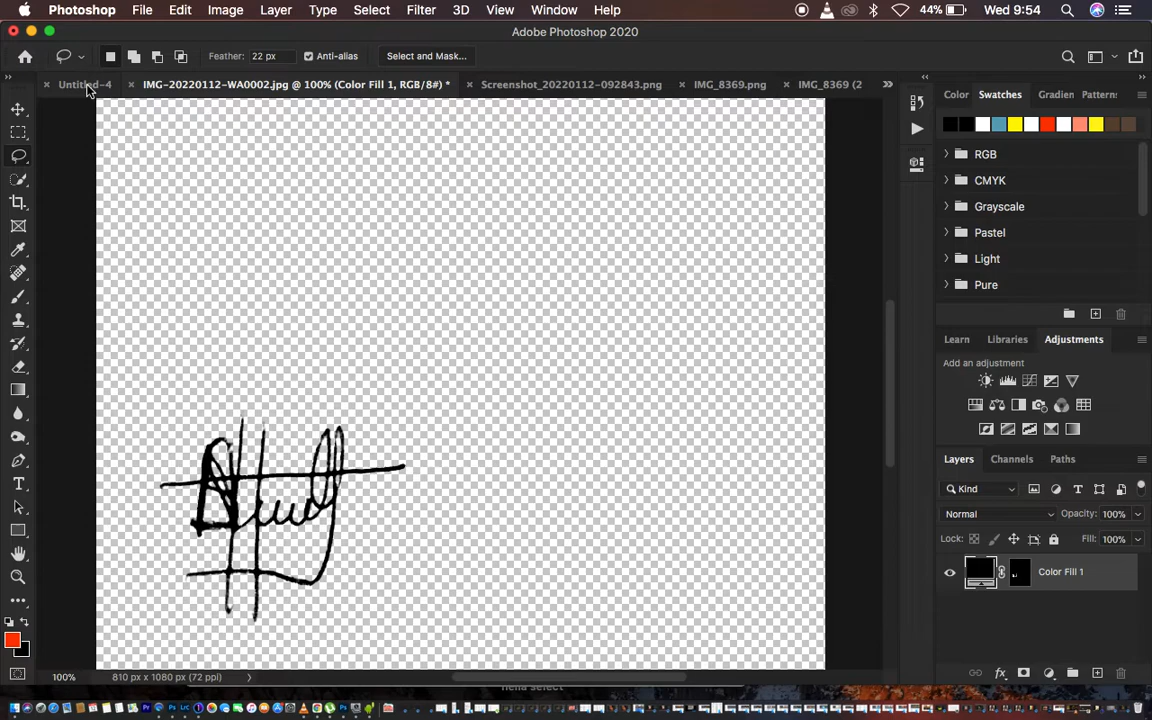 Photoshop File Edit Image Layer Type Select Filter 3D View Window Help 44% Wed 9:54
Adobe Photoshop 2020
Feather: 22 px Anti-alias Select and Mask...
Untitled-4 IMG-20220112-WA0002.jpg @ 100% (Color Fill 1, RGB/8#) * Screenshot_20220112-092843.png IMG_8369.png IMG_8369 (2
Color Swatches Gradien Pattern:
RGB
CMYK
Grayscale
Pastel
Light
Pure
Learn Libraries Adjustments
Add an adjustment
Layers Channels Paths
Kind
Normal Opacity: 100%
Lock: Fill: 100%
Color Fill 1
100% 810 px x 1080 px (72 ppi)